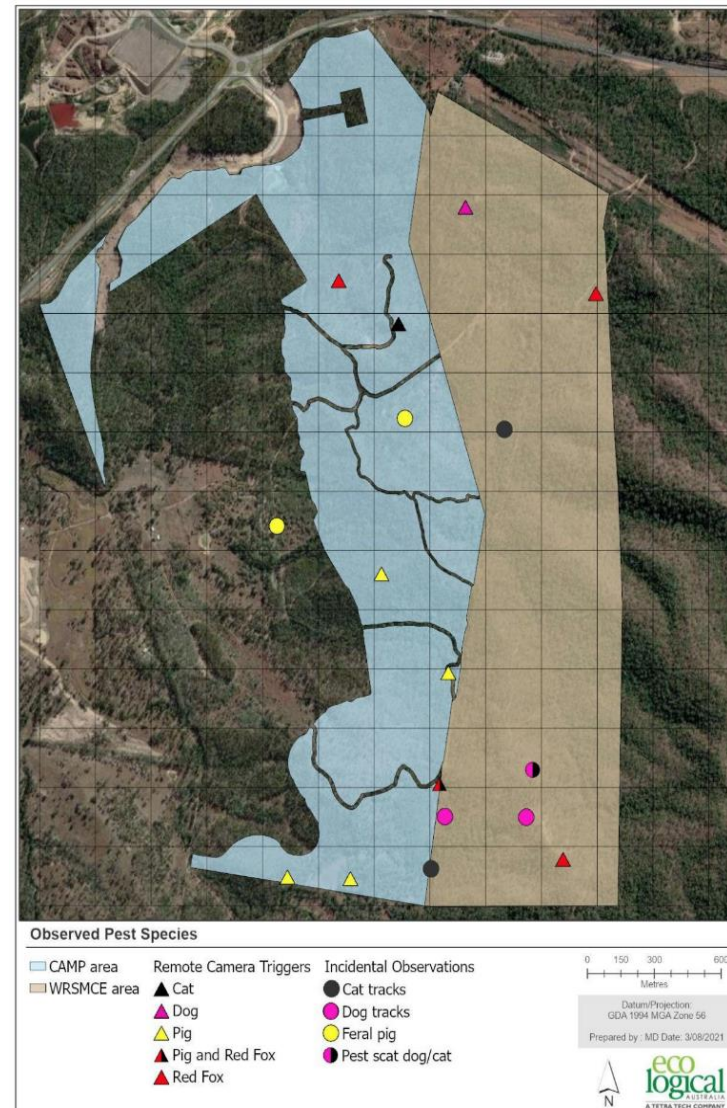 Observed Pest Species
CAMP area
WRSMCE area
Remote Camera Triggers
Cat
Dog
Pig
Pig and Red Fox
Red Fox
Incidental Observations
Cat tracks
Dog tracks
Feral pig
Pest scat dog/cat
0 150 300 600
Metres
Datum/Projection:
GDA 1994 MGA Zone 56
Prepared by : MD Date: 3/08/2021
N
eco
logical
AUSTRALIA
A TETRA TECH COMPANY